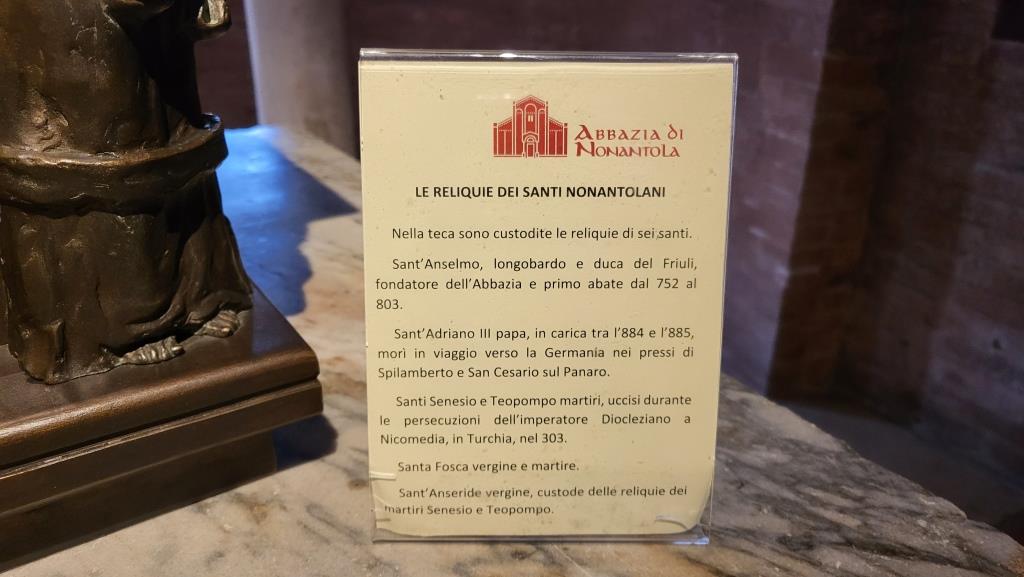 ABBAZIA DI
NONANTOLA
LE RELIQUIE DEI SANTI NONANTOLANI
Nella teca sono custodite le reliquie di sei santi.
Sant'Anselmo, longobardo e duca del Friuli,
fondatore dell'Abbazia e primo abate dal 752 al
803.
Sant'Adriano III papa, in carica tra l'884 e l'885,
morì in viaggio verso la Germania nei pressi di
Spilamberto e San Cesario sul Panaro.
Santi Senesio e Teopompo martiri, uccisi durante
le persecuzioni dell'imperatore Diocleziano a
Nicomedia, in Turchia, nel 303.
Santa Fosca vergine e martire.
Sant'Anseride vergine, custode delle reliquie dei
martiri Senesio e Teopompo.